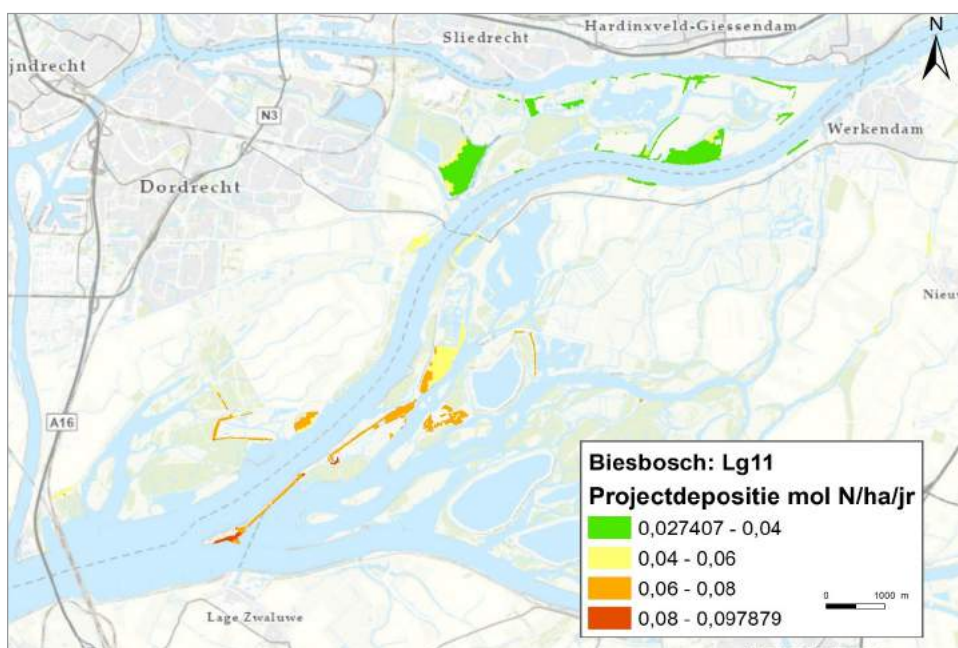 Hardinxveld-Giessendam
Sliedrecht
N
jndrecht
N3
Werkendam
Dordrecht
Nieuw
A16
Biesbosch: Lg11
Projectdepositie mol N/ha/jr
0,027407 - 0,04
0,04 - 0,06
0,06 - 0,08
0,08 - 0,097879
0 1000 m
Lage Zwaluwe